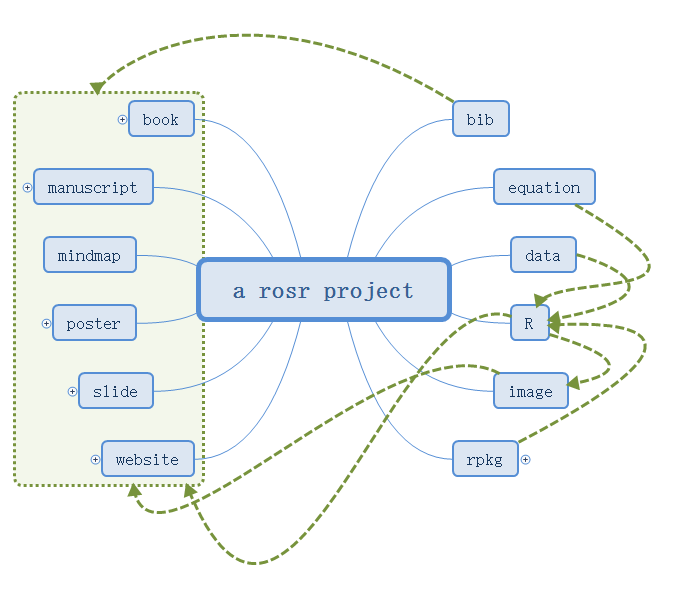 book
bib
manuscript
equation
mindmap
data
a rosr project
poster
R
slide
image
website
rpkg